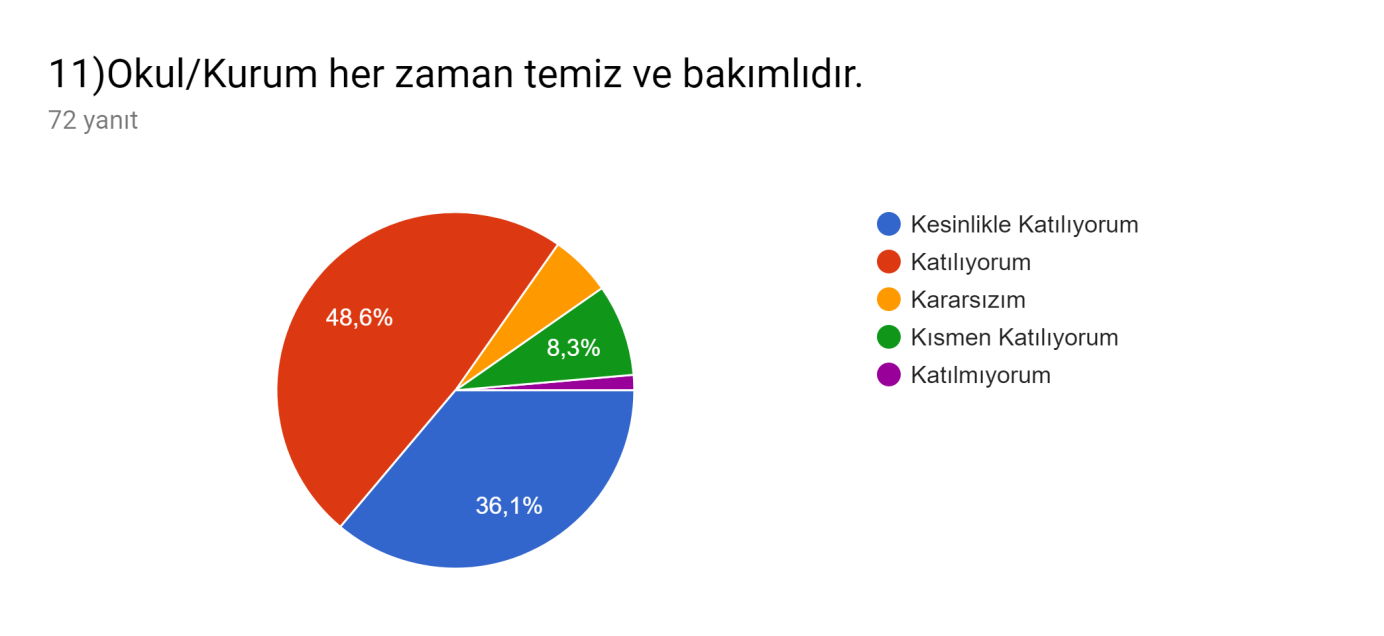 11)Okul/Kurum her zaman temiz ve bakımlıdır.
72 yanıt
48,6%
8,3%
36,1%
Kesinlikle Katılıyorum
Katılıyorum
Kararsızım
Kısmen Katılıyorum
Katılmıyorum